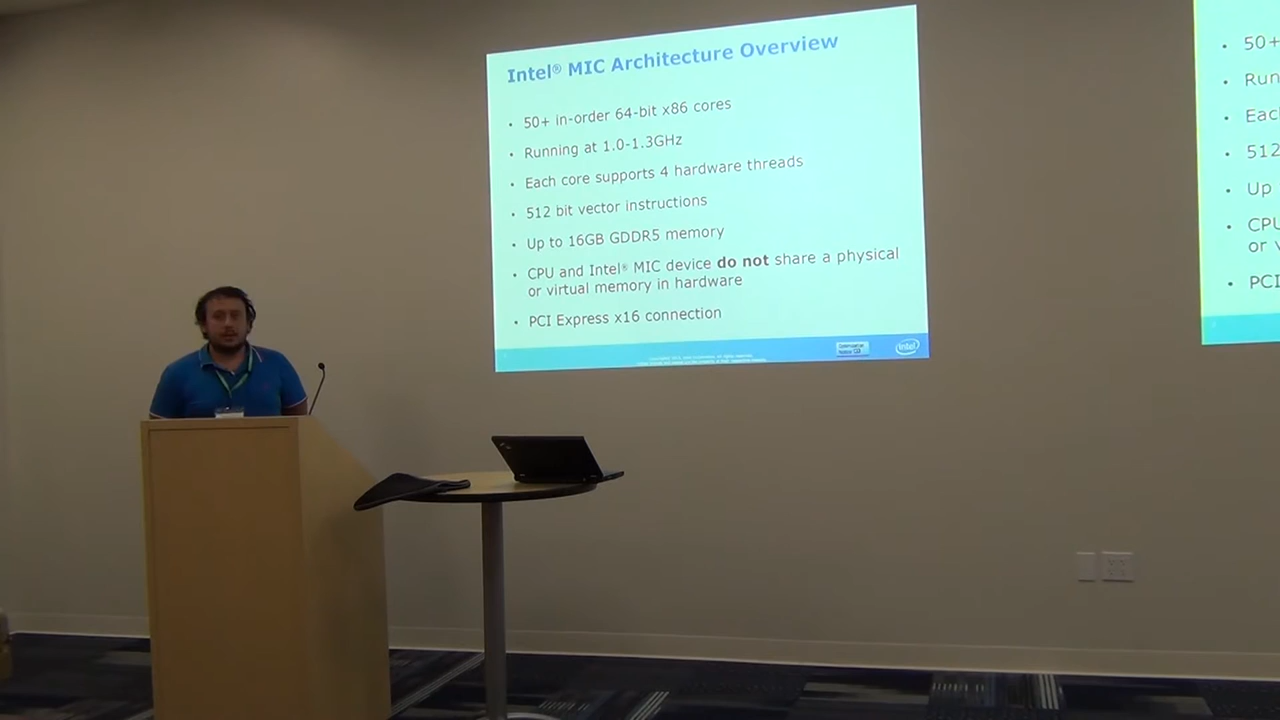 Intel® MIC Architecture Overview
• 50+ in-order 64-bit x86 cores
• Running at 1.0-1.3GHz
• Each core supports 4 hardware threads
• 512 bit vector instructions
• Up to 16GB GDDR5 memory
• CPU and Intel® MIC device do not share a physical
or virtual memory in hardware
• PCI Express x16 connection
Optimization
Notice
intel
• 50+
• Run
• Eac
• 512
• Up
• CPU
or v
• PCI